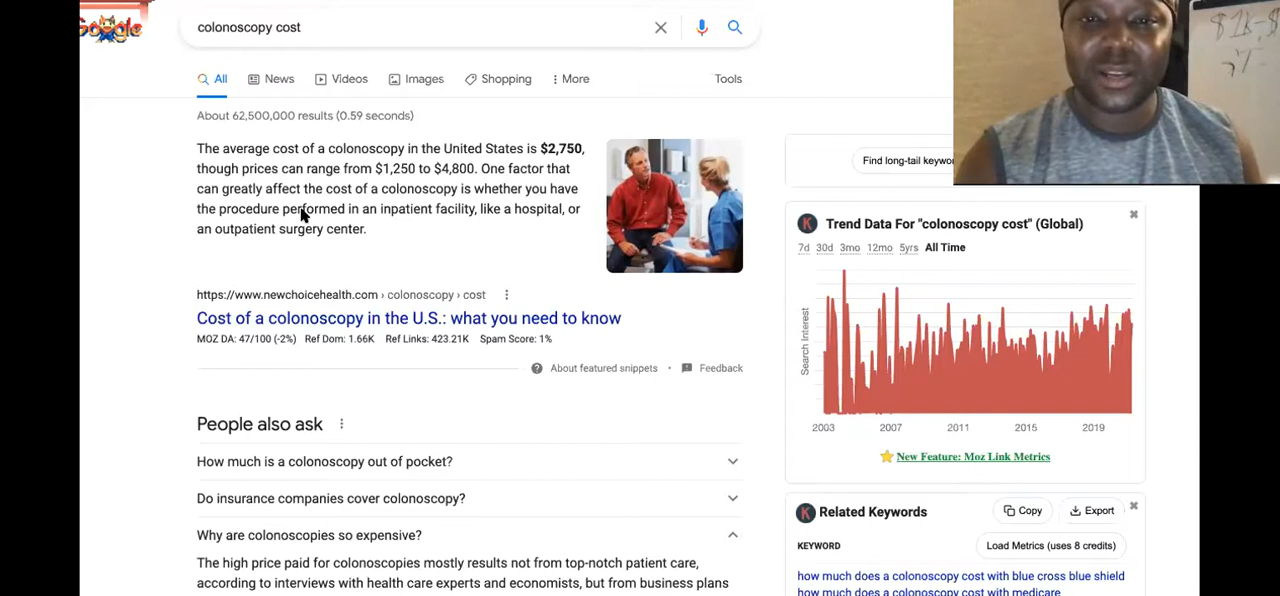 Google
colonoscopy cost
All
News
Videos
Images
Shopping
More
Tools
About 62,500,000 results (0.59 seconds)
The average cost of a colonoscopy in the United States is $2,750,
though prices can range from $1,250 to $4,800. One factor that
can greatly affect the cost of a colonoscopy is whether you have
the procedure performed in an inpatient facility, like a hospital, or
an outpatient surgery center.
https://www.newchoicehealth.com › colonoscopy › cost
Cost of a colonoscopy in the U.S.: what you need to know
MOZ DA: 47/100 (-2%) Ref Dom: 1.66K Ref Links: 423.21K Spam Score: 1%
About featured snippets • Feedback
People also ask
How much is a colonoscopy out of pocket?
Do insurance companies cover colonoscopy?
Why are colonoscopies so expensive?
The high price paid for colonoscopies mostly results not from top-notch patient care,
according to interviews with health care experts and economists, but from business plans
Find long-tail keywo
K Trend Data For "colonoscopy cost" (Global)
7d 30d 3mo 12mo 5yrs All Time
Search Interest
2003 2007 2011 2015 2019
New Feature: Moz Link Metrics
K Related Keywords
Copy
Export
KEYWORD
Load Metrics (uses 8 credits)
how much does a colonoscopy cost with blue cross blue shield
how much does a colonoscopy cost with medicare